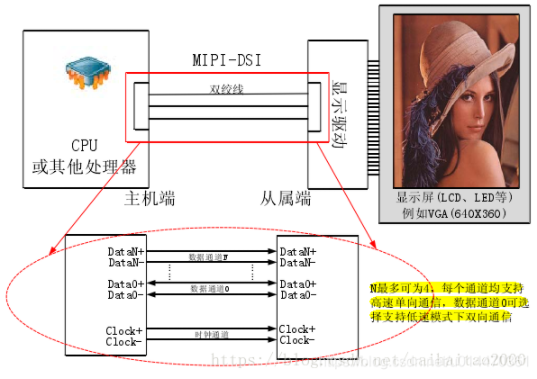 MIPI-DSI
双绞线
CPU
或其他处理器
主机端
从属端
显示驱动
显示屏(LCD、LED等)
例如VGA(640X360)
DataN+
DataN-
数据通道N
DataN+
DataN-
Data0+
Data0-
数据通道0
Data0+
Data0-
Clock+
Clock-
时钟通道
Clock+
Clock-
N最多可为4，每个通道均支持
高速单向通信，数据通道0可选
择支持低速模式下双向通信